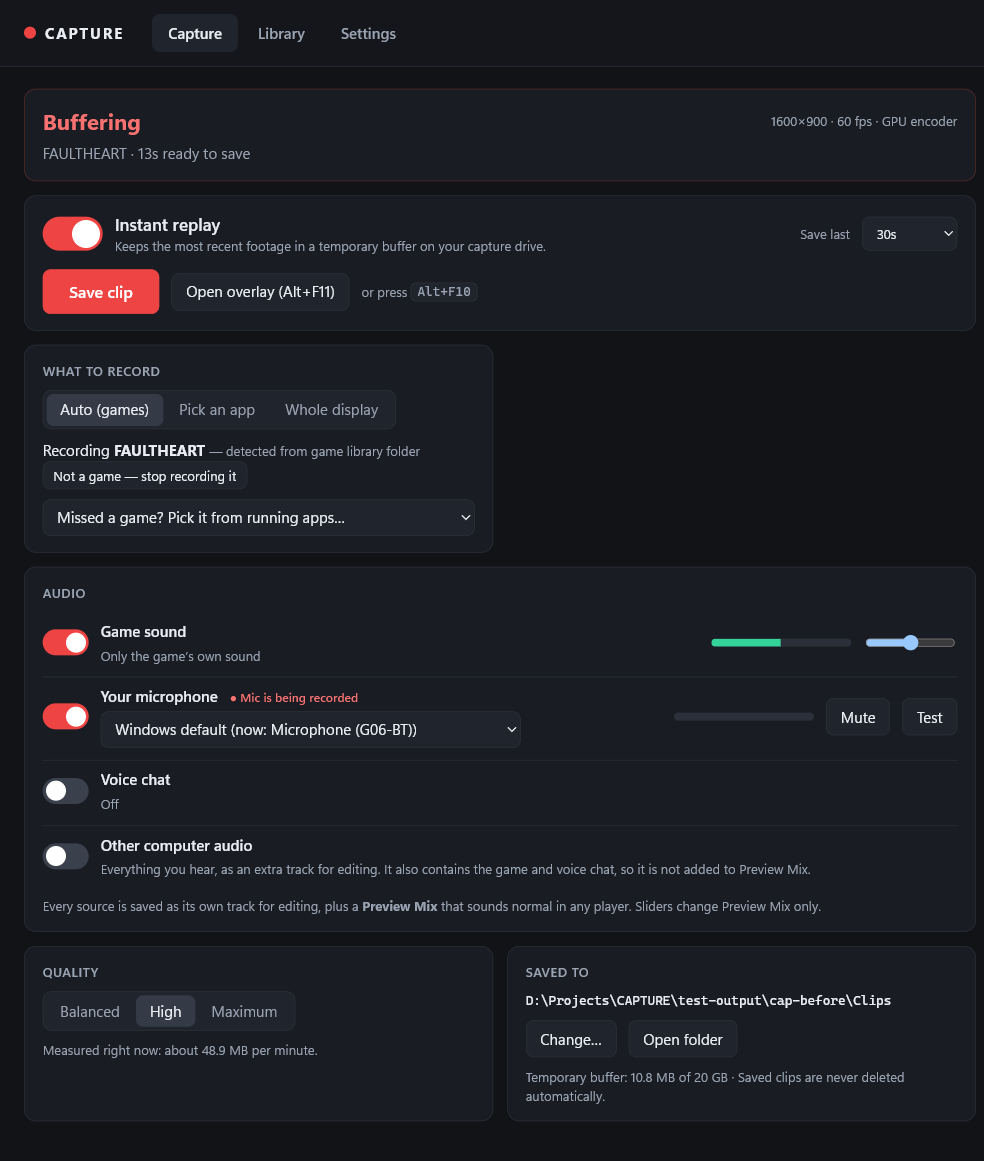 CAPTURE
Capture
Library
Settings
Buffering
1600×900 · 60 fps · GPU encoder
FAULTHEART · 13s ready to save
Instant replay
Keeps the most recent footage in a temporary buffer on your capture drive.
Save last
30s
Save clip
Open overlay (Alt+F11)
or press Alt+F10
WHAT TO RECORD
Auto (games)
Pick an app
Whole display
Recording FAULTHEART — detected from game library folder
Not a game — stop recording it
Missed a game? Pick it from running apps...
AUDIO
Game sound
Only the game's own sound
Your microphone
● Mic is being recorded
Windows default (now: Microphone (G06-BT))
Mute
Test
Voice chat
Off
Other computer audio
Everything you hear, as an extra track for editing. It also contains the game and voice chat, so it is not added to Preview Mix.
Every source is saved as its own track for editing, plus a Preview Mix that sounds normal in any player. Sliders change Preview Mix only.
QUALITY
Balanced
High
Maximum
Measured right now: about 48.9 MB per minute.
SAVED TO
D:\Projects\CAPTURE\test-output\cap-before\Clips
Change...
Open folder
Temporary buffer: 10.8 MB of 20 GB · Saved clips are never deleted
automatically.